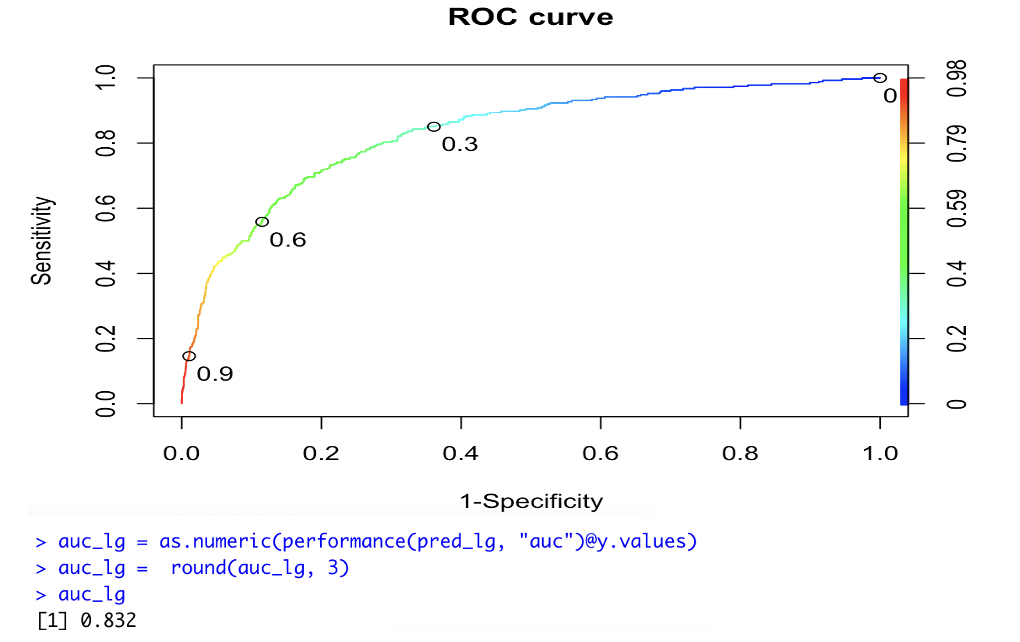 ROC curve
Sensitivity
1.0
0.8
0.6
0.4
0.2
0.0
0
0.3
0.6
0.9
0.98
0.79
0.59
0.4
0.2
0
0.0 0.2 0.4 0.6 0.8 1.0
1-Specificity
> auc_lg = as.numeric(performance(pred_lg, "auc")@y.values)
> auc_lg =  round(auc_lg, 3)
> auc_lg
[1] 0.832